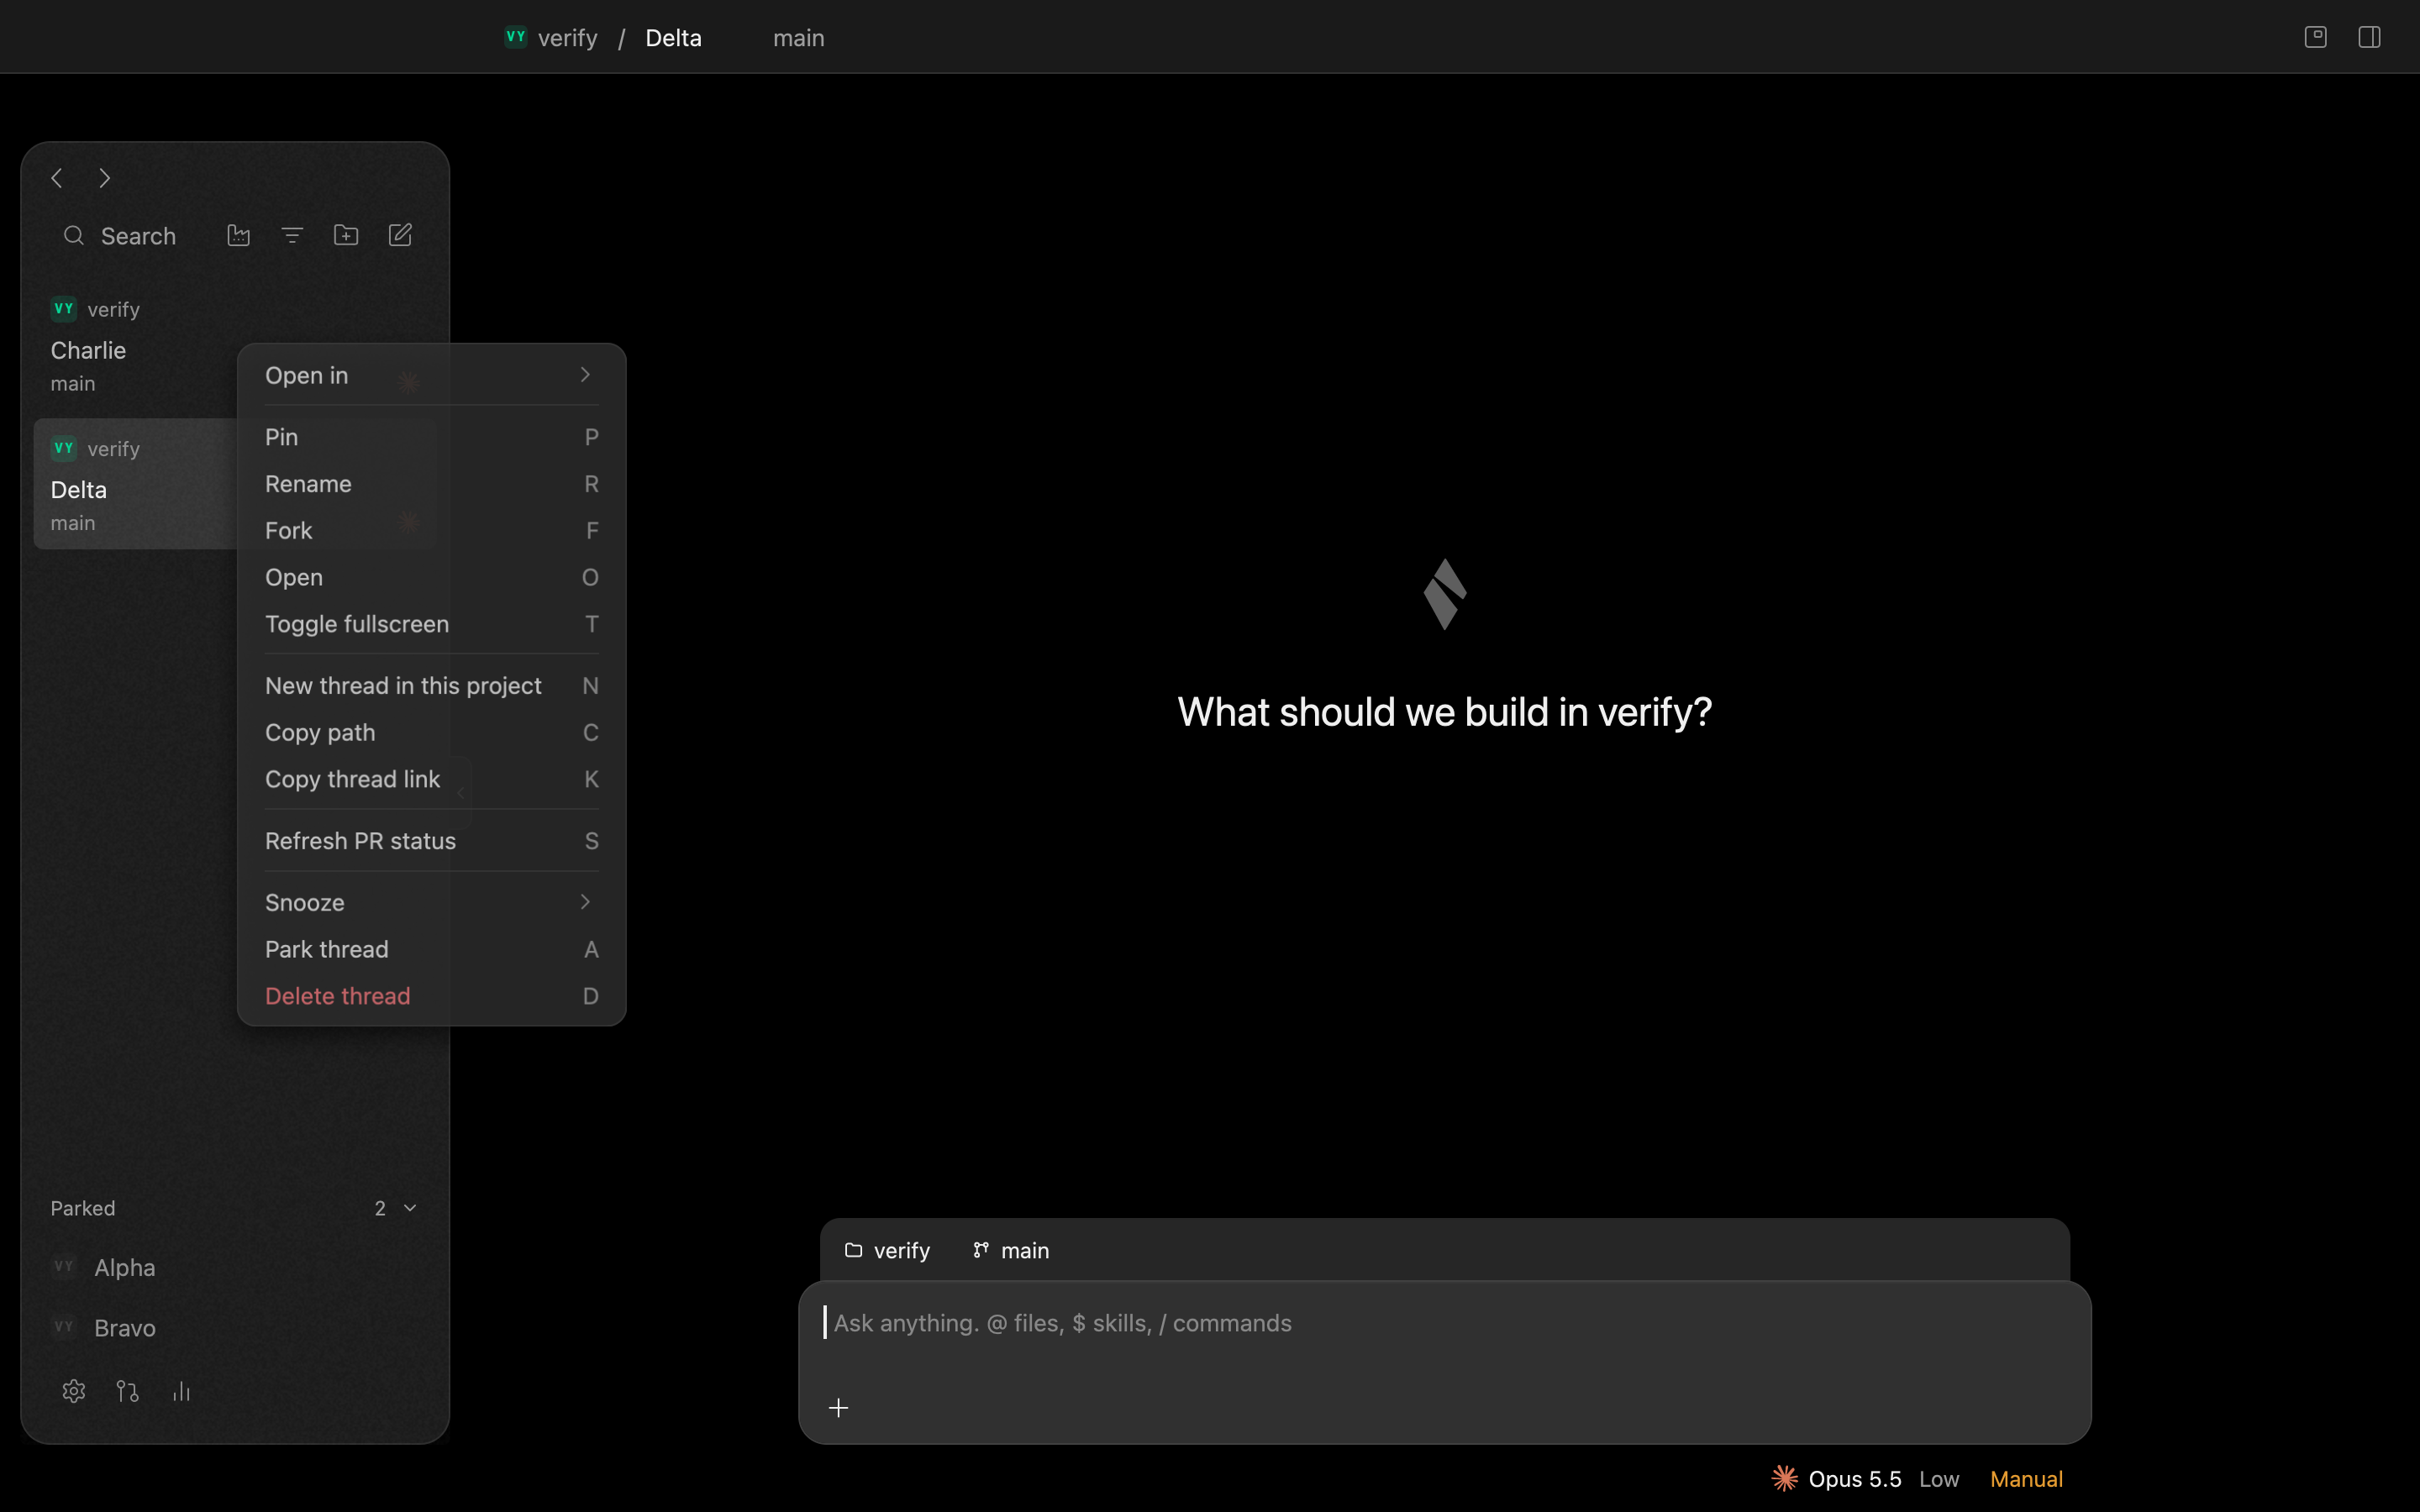 VY verify / Delta main
Search
VY verify
Charlie
main
VY verify
Delta
main
Open in
Pin P
Rename R
Fork F
Open O
Toggle fullscreen T
New thread in this project N
Copy path C
Copy thread link K
Refresh PR status S
Snooze
Park thread A
Delete thread D
What should we build in verify?
Parked 2
VY Alpha
VY Bravo
verify main
Ask anything. @ files, $ skills, / commands
Opus 5.5 Low Manual